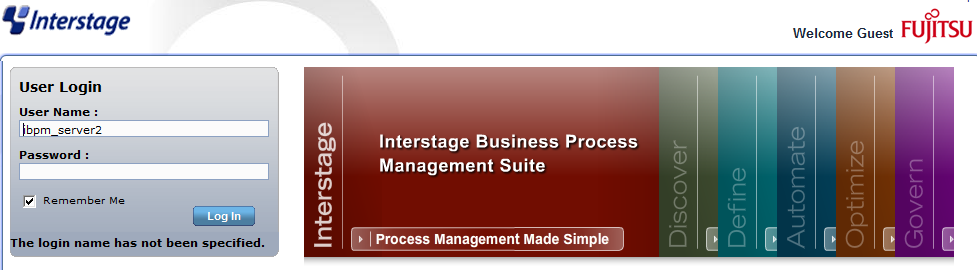 Interstage
Welcome Guest
FUJITSU
User Login
User Name :
ibpm_server2
Password :
Remember Me
Log In
The login name has not been specified.
Interstage
Interstage Business Process
Management Suite
Process Management Made Simple
Discover
Define
Automate
Optimize
Govern